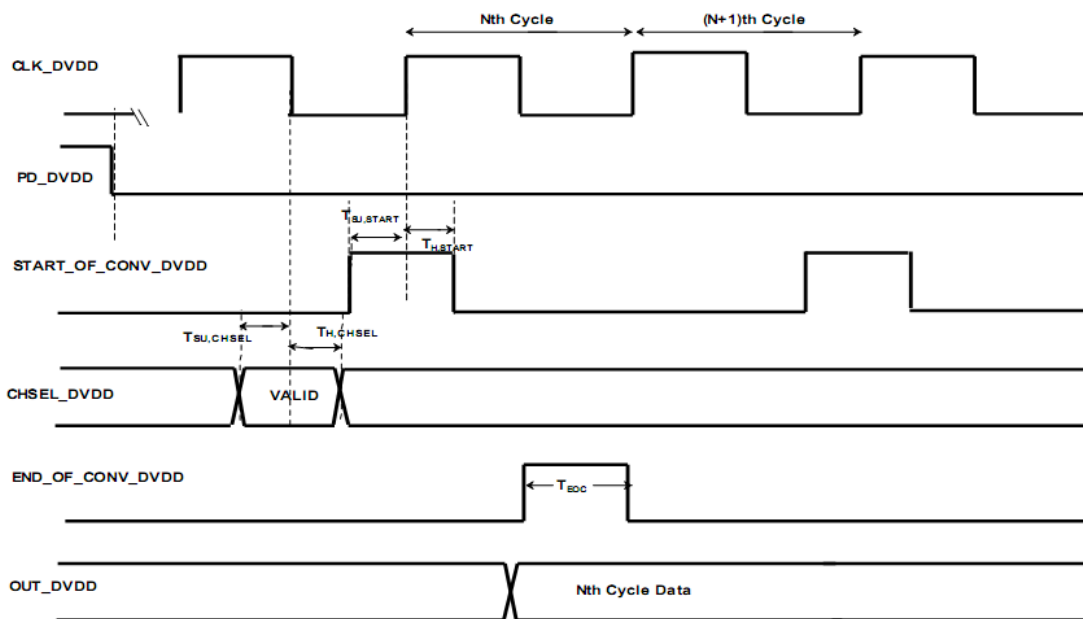 Nth Cycle
(N+1)th Cycle
CLK_DVDD
PD_DVDD
TSU,START
TH,START
START_OF_CONV_DVDD
TSU,CHSEL
TH,CHSEL
CHSEL_DVDD
VALID
END_OF_CONV_DVDD
TEOC
OUT_DVDD
Nth Cycle Data